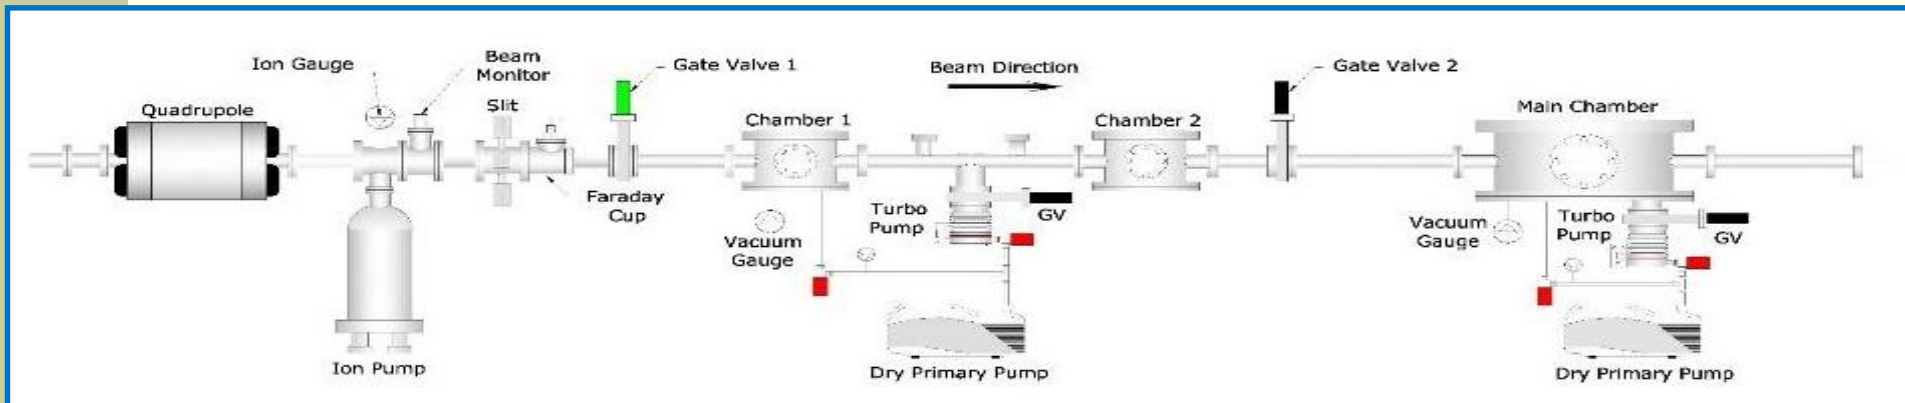 Ion Gauge
Beam
Monitor
Gate Valve 1
Beam Direction
Gate Valve 2
Quadrupole
Slit
Chamber 1
Chamber 2
Main Chamber
Faraday
Cup
Turbo
Pump
GV
Vacuum
Gauge
Vacuum
Gauge
Turbo
Pump
GV
Ion Pump
Dry Primary Pump
Dry Primary Pump